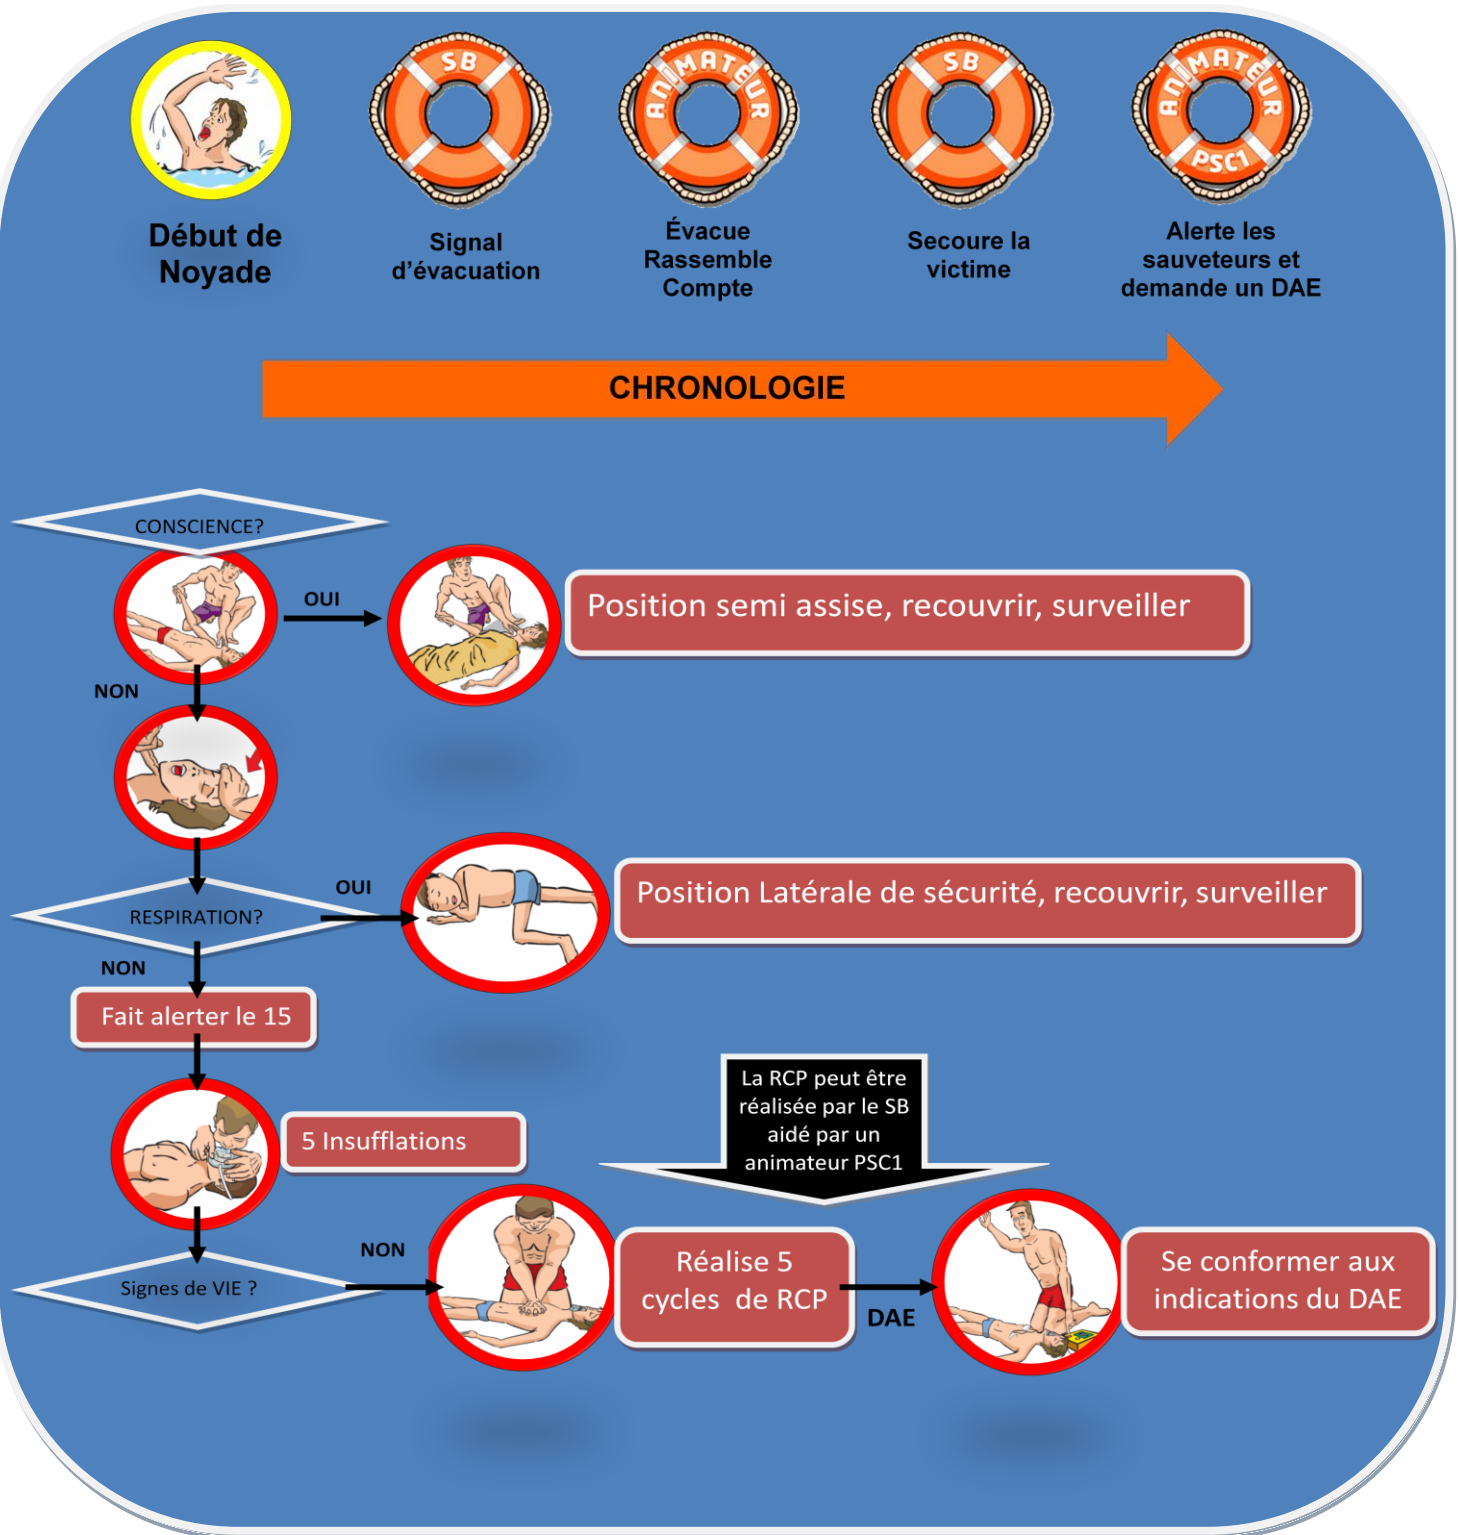 SB
ANIMATEUR
SB
ANIMATEUR
PSC1
Début de
Noyade
Signal
d'évacuation
Évacue
Rassemble
Compte
Secoure la
victime
Alerte les
sauveteurs et
demande un DAE
CHRONOLOGIE
CONSCIENCE?
OUI
Position semi assise, recouvrir, surveiller
NON
RESPIRATION?
OUI
Position Latérale de sécurité, recouvrir, surveiller
NON
Fait alerter le 15
5 Insufflations
La RCP peut être
réalisée par le SB
aidé par un
animateur PSC1
Signes de VIE ?
NON
Réalise 5
cycles de RCP
DAE
Se conformer aux
indications du DAE